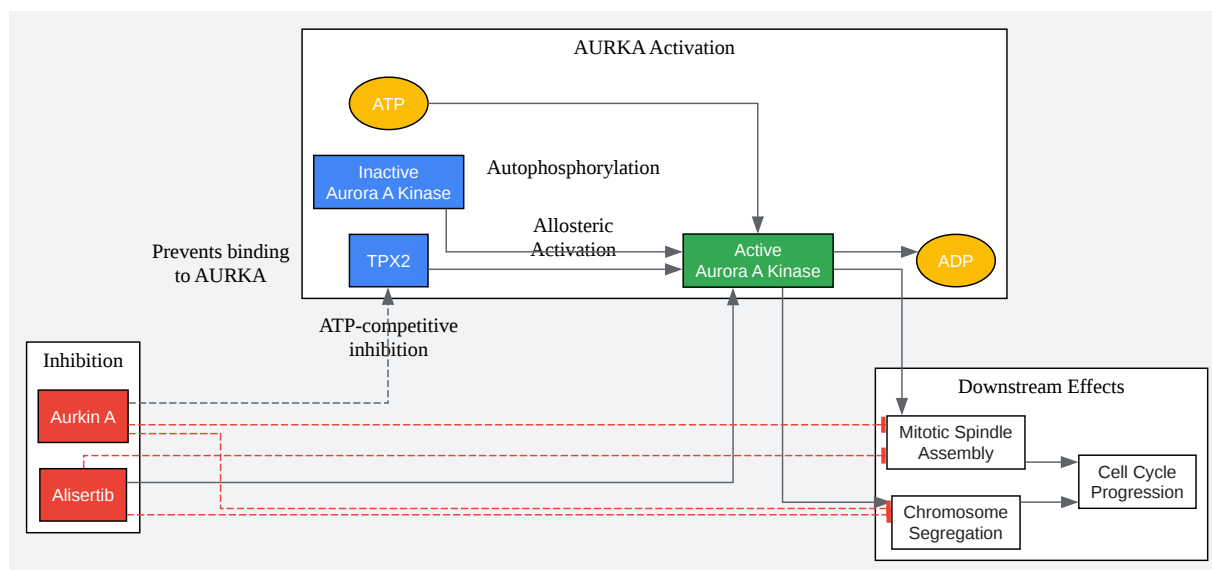 AURKA Activation
ATP
Inactive
Aurora A Kinase
Autophosphorylation
Allosteric
Activation
Prevents binding
to AURKA
TPX2
Active
Aurora A Kinase
ADP
ATP-competitive
inhibition
Inhibition
Aurkin A
Alisertib
Downstream Effects
Mitotic Spindle
Assembly
Cell Cycle
Progression
Chromosome
Segregation